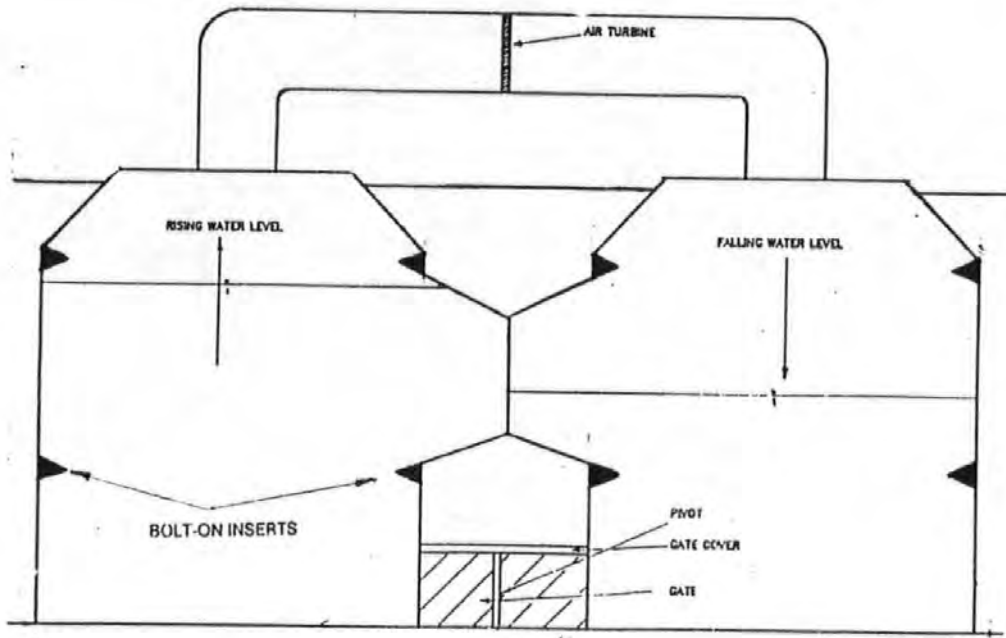 AIR TURBINE
RISING WATER LEVEL
FALLING WATER LEVEL
BOLT-ON INSERTS
PIVOT
GATE COVER
GATE